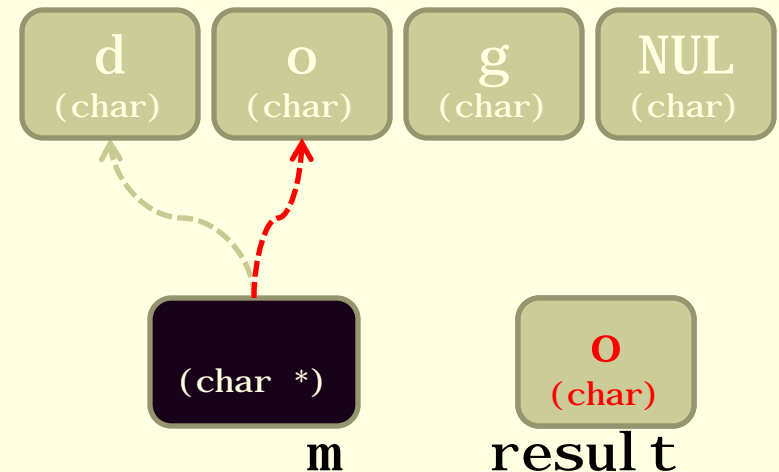 d o g NUL
(char) (char) (char) (char)
o
(char *) (char)
m result